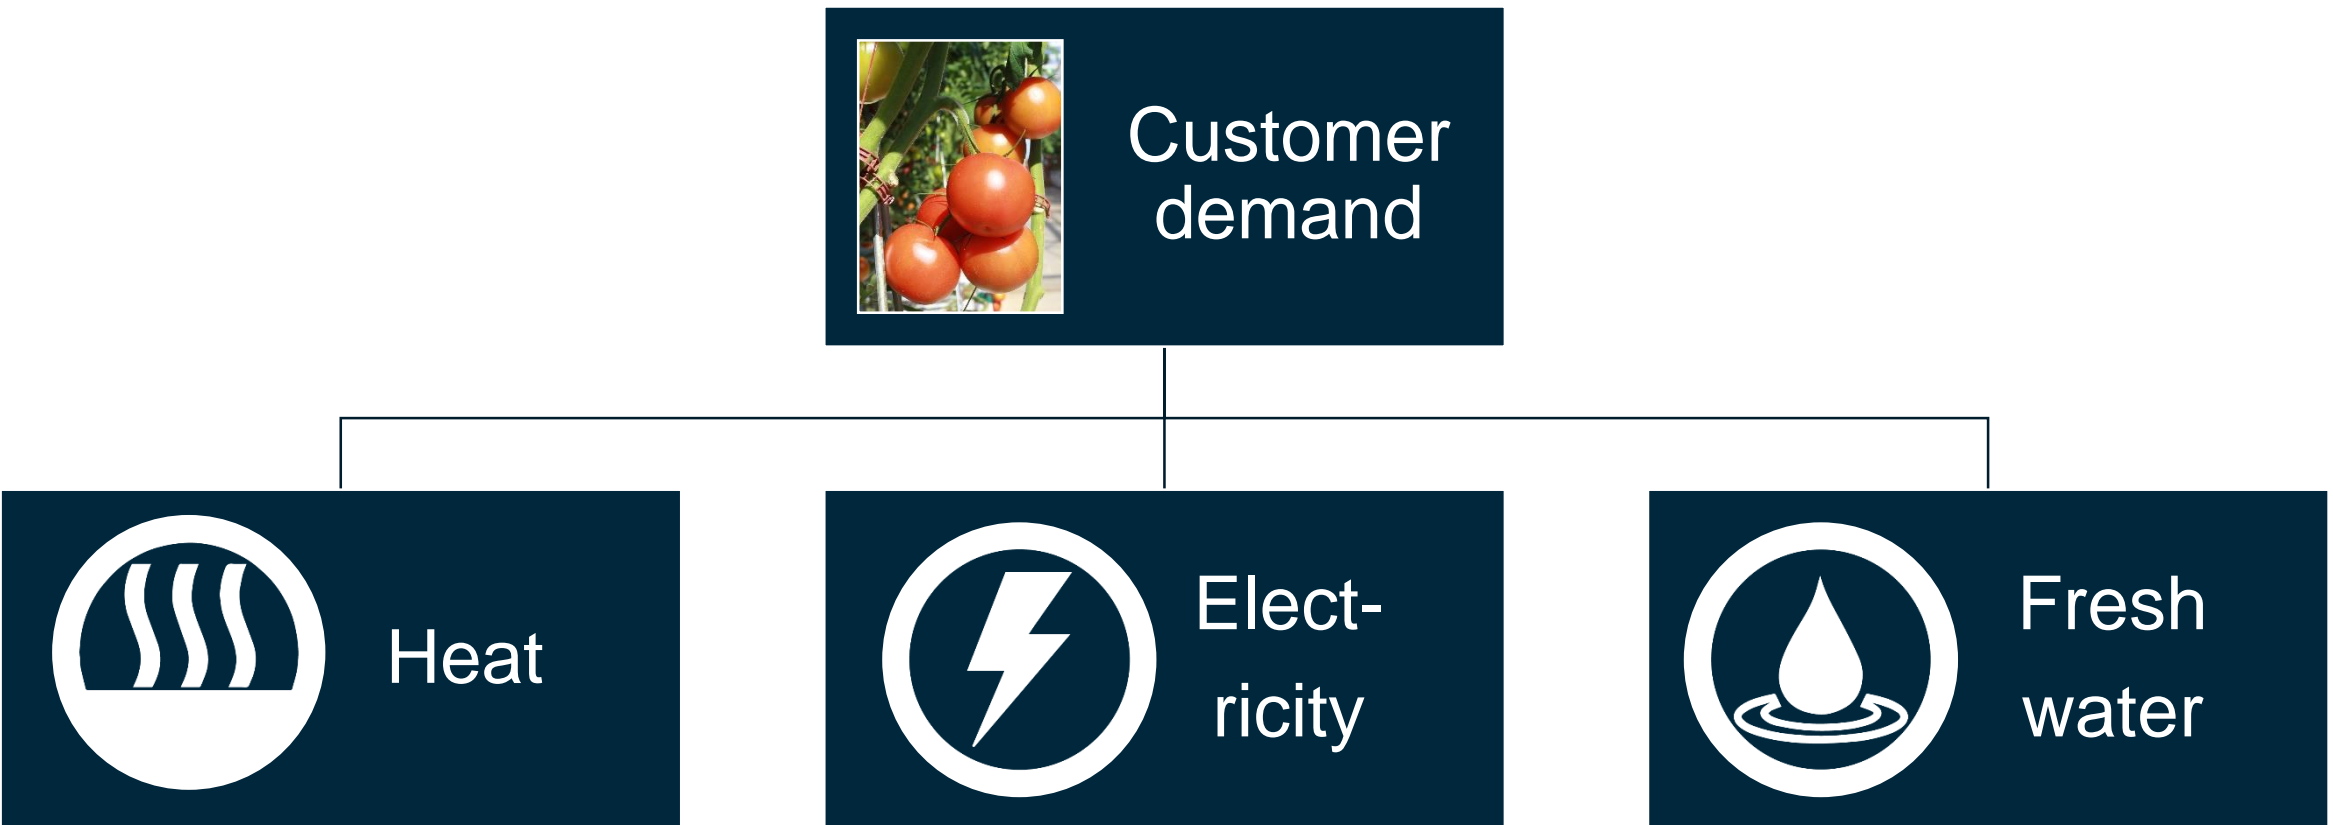 Customer
demand
Heat
Elect-
ricity
Fresh
water